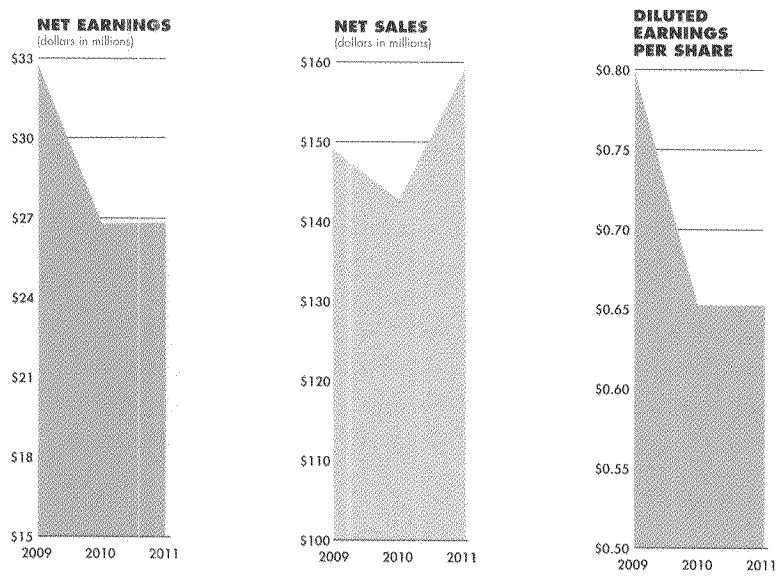 NET EARNINGS
(dollars in millions)
$33
$30
$27
$24
$21
$18
$15
2009 2010 2011
NET SALES
(dollars in millions)
$160
$150
$140
$130
$120
$110
$100
2009 2010 2011
DILUTED
EARNINGS
PER SHARE
$0.80
$0.75
$0.70
$0.65
$0.60
$0.55
$0.50
2009 2010 2011